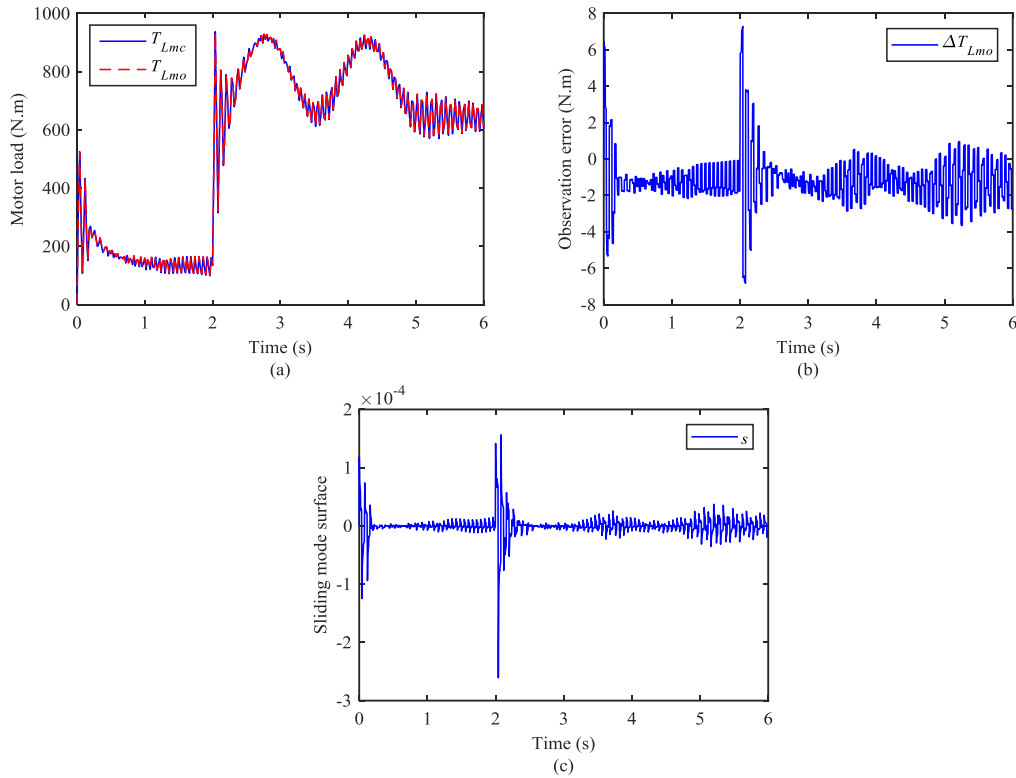 1000
800
600
400
200
0
Motor load (N.m)
T_Lmc
T_Lmo
0 1 2 3 4 5 6
Time (s)
(a)
8
6
4
2
0
-2
-4
-6
-8
Observation error (N.m)
ΔT_Lmo
0 1 2 3 4 5 6
Time (s)
(b)
×10^-4
2
1
0
-1
-2
-3
Sliding mode surface
s
0 1 2 3 4 5 6
Time (s)
(c)